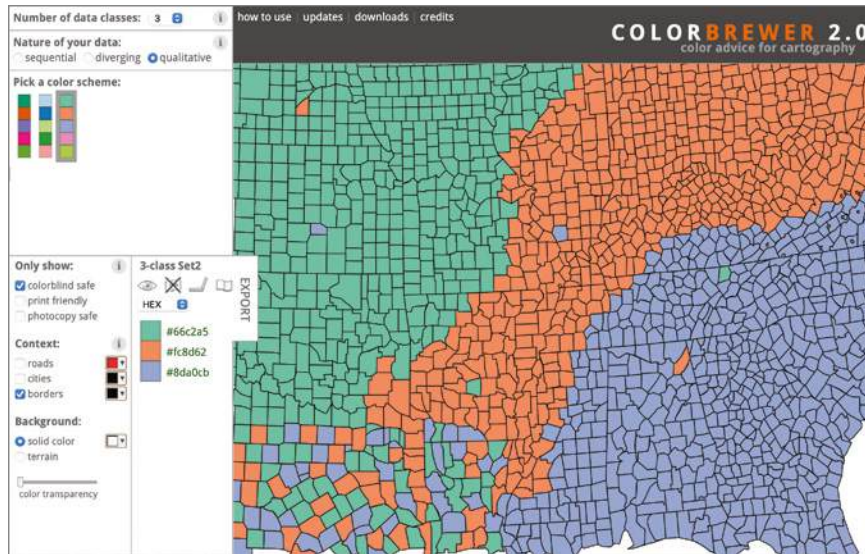 Number of data classes: 3 i
how to use | updates | downloads | credits
COLORBREWER 2.0
color advice for cartography
Nature of your data: i
sequential diverging qualitative
Pick a color scheme:
Only show: i
colorblind safe
print friendly
photocopy safe
Context: i
roads
cities
borders
Background:
solid color
terrain
color transparency
3-class Set2
HEX
EXPORT
#66c2a5
#fc8d62
#8da0cb